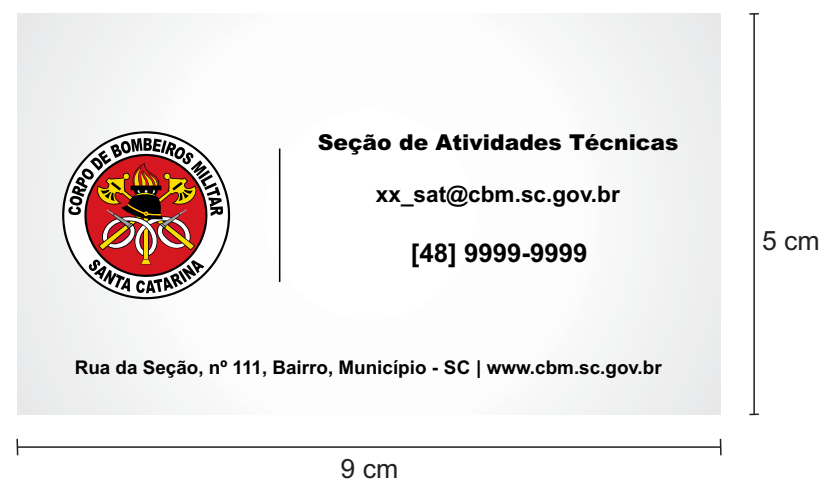 CORPO DE BOMBEIROS MILITAR
SANTA CATARINA
Seção de Atividades Técnicas
xx_sat@cbm.sc.gov.br
[48] 9999-9999
Rua da Seção, nº 111, Bairro, Município - SC | www.cbm.sc.gov.br
5 cm
9 cm